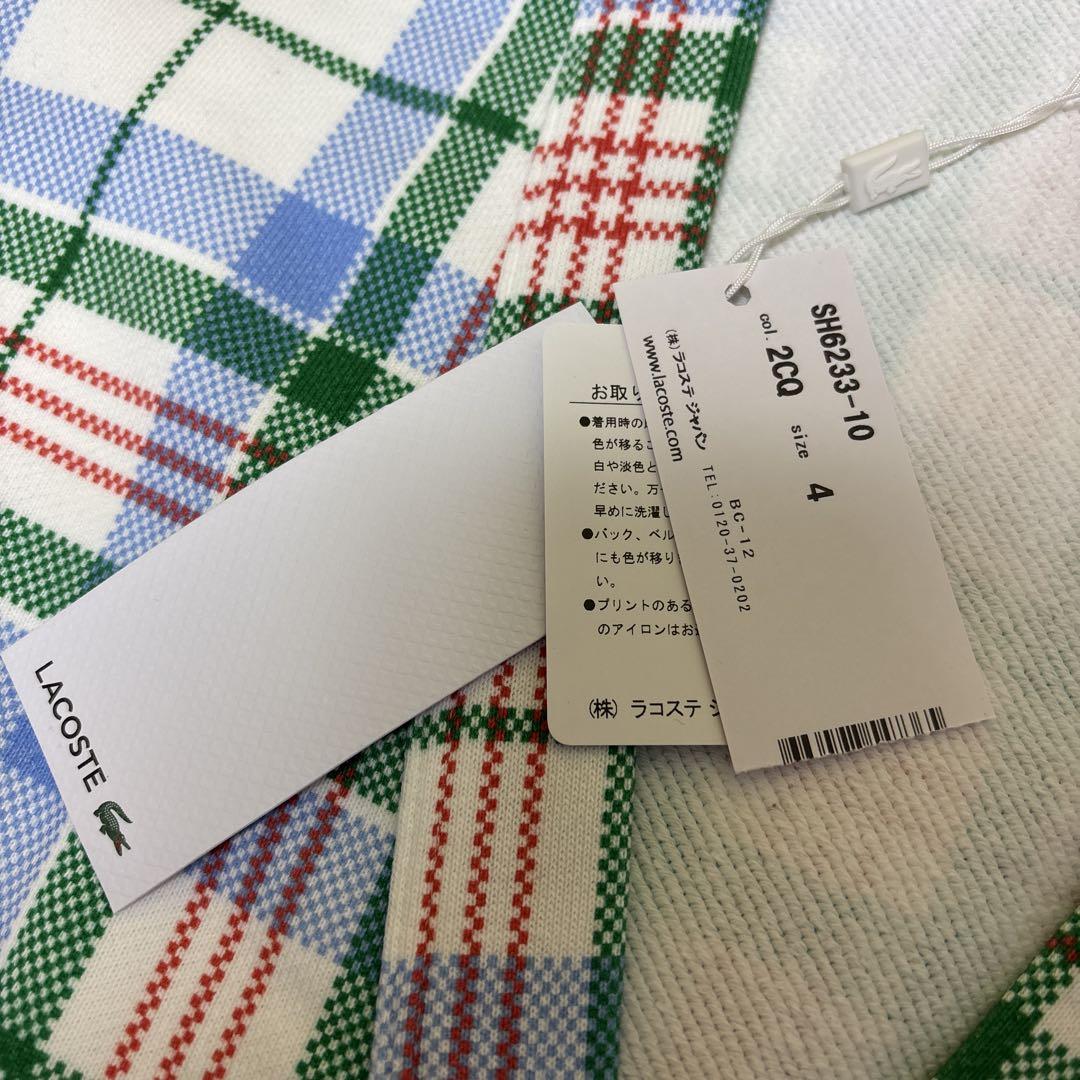 LACOSTE
お取り
●着用時の
色が移る
白や淡色と
ださい。万
早めに洗濯し
●バック、ベル
にも色が移り
い。
●プリントのある
のアイロンはお
(株) ラコステ ジ
SH6233-10
col. 2CQ size 4
BC-12
(株) ラコステ ジャパン TEL:0120-37-0202
www.lacoste.com